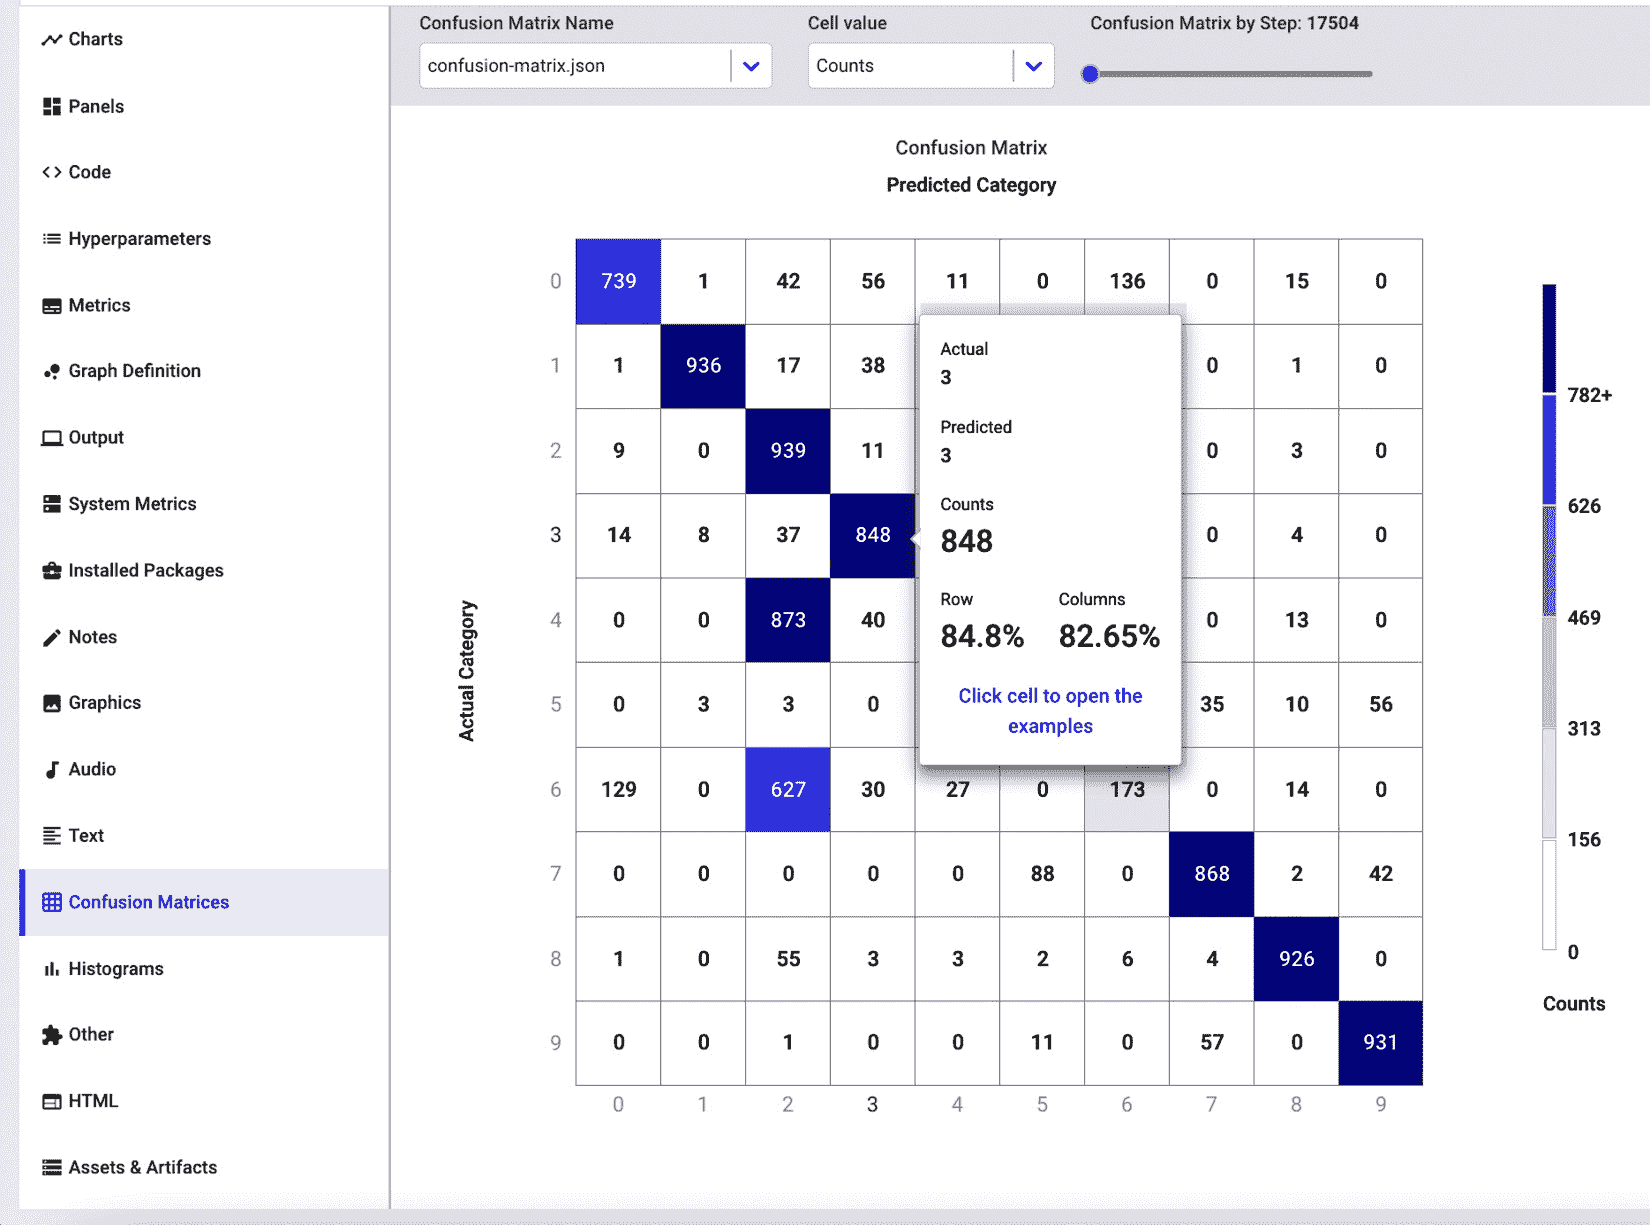 Charts
Panels
Code
Hyperparameters
Metrics
Graph Definition
Output
System Metrics
Installed Packages
Notes
Graphics
Audio
Text
Confusion Matrices
Histograms
Other
HTML
Assets & Artifacts
Confusion Matrix Name
confusion-matrix.json
Cell value
Counts
Confusion Matrix by Step: 17504
Confusion Matrix
Predicted Category
Actual Category
0 739 1 42 56 11 0 136 0 15 0
1 1 936 17 38 0 1 0
2 9 0 939 11 0 3 0
3 14 8 37 848 0 4 0
4 0 0 873 40 0 13 0
5 0 3 3 0 35 10 56
6 129 0 627 30 27 0 173 0 14 0
7 0 0 0 0 0 88 0 868 2 42
8 1 0 55 3 3 2 6 4 926 0
9 0 0 1 0 0 11 0 57 0 931
0 1 2 3 4 5 6 7 8 9
Actual
3
Predicted
3
Counts
848
Row Columns
84.8% 82.65%
Click cell to open the
examples
782+
626
469
313
156
0
Counts